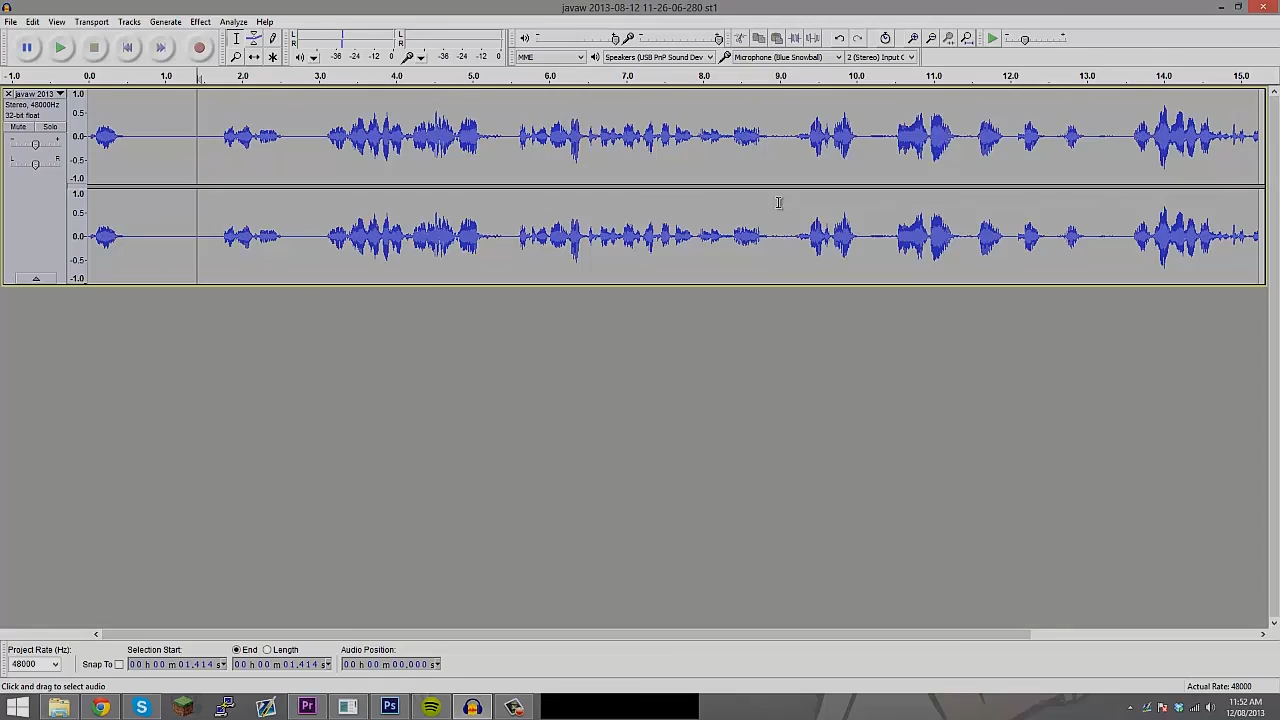 javaw 2013-08-12 11-26-06-280 st1
File Edit View Transport Tracks Generate Effect Analyze Help
L
R
-36 -24 -12 0
L
R
-36 -24 -12 0
MME
Speakers (USB PnP Sound Dev
Microphone (Blue Snowball)
2 (Stereo) Input C
-1.0 0.0 1.0 2.0 3.0 4.0 5.0 6.0 7.0 8.0 9.0 10.0 11.0 12.0 13.0 14.0 15.0
javaw 2013
Stereo, 48000Hz
32-bit float
Mute Solo
- +
L R
1.0
0.5
0.0
-0.5
-1.0
1.0
0.5
0.0
-0.5
-1.0
Project Rate (Hz):
48000
Snap To
Selection Start:
00 h 00 m 01.414 s
End Length
00 h 00 m 01.414 s
Audio Position:
00 h 00 m 00.000 s
Click and drag to select audio
Actual Rate: 48000
S
Pr
Ps
11:52 AM
12/08/2013